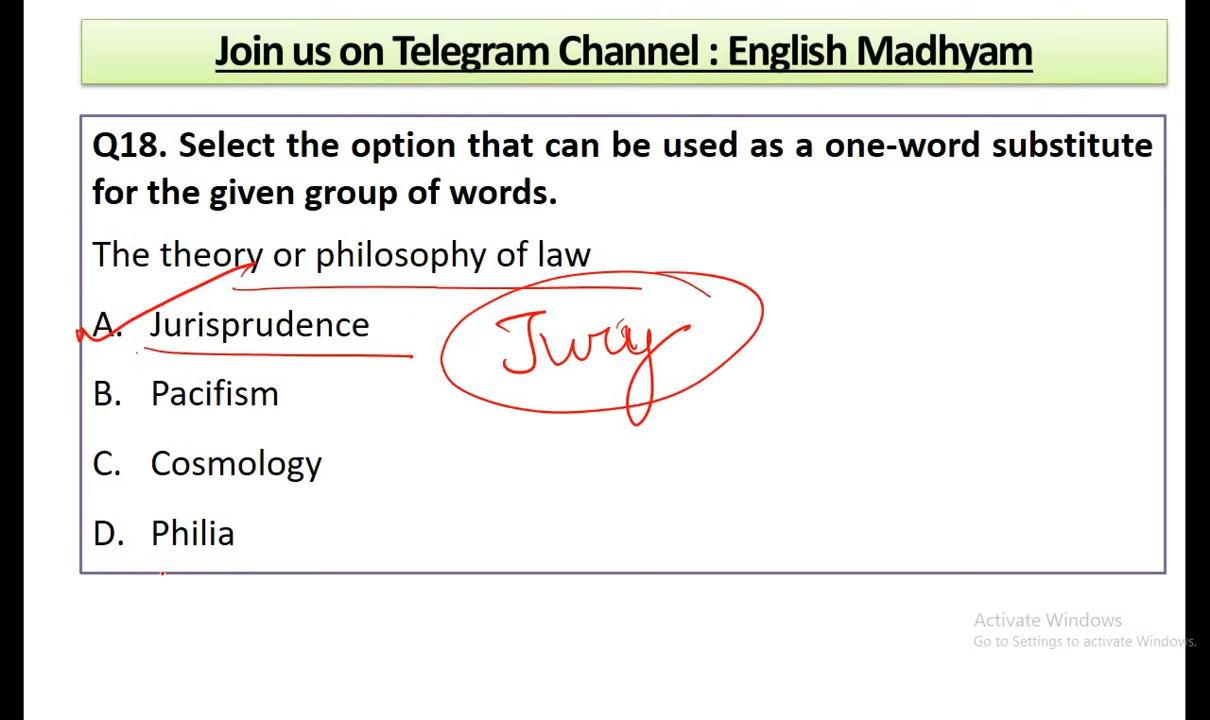 Join us on Telegram Channel : English Madhyam
Q18. Select the option that can be used as a one-word substitute
for the given group of words.
The theory or philosophy of law
A. Jurisprudence
Jury
B. Pacifism
C. Cosmology
D. Philia
Activate Windows
Go to Settings to activate Windows.